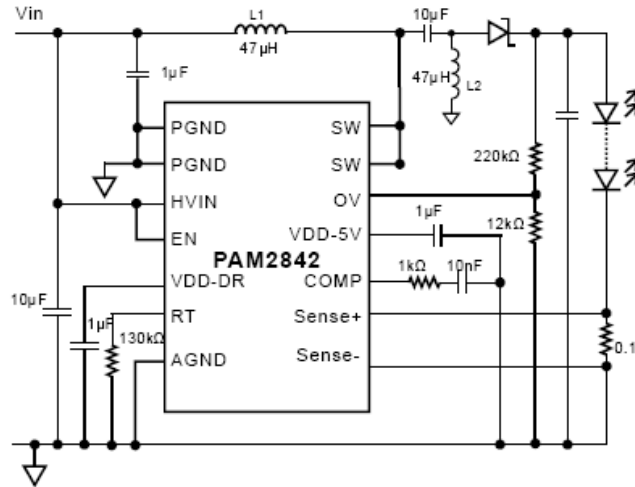 Vin
L1
47μH
10μF
47μH
L2
1μF
PGND
SW
PGND
SW
220kΩ
HVIN
OV
1μF
12kΩ
EN
VDD-5V
PAM2842
1kΩ
10nF
VDD-DR
COMP
10μF
1μF
RT
Sense+
130kΩ
0.1
AGND
Sense-